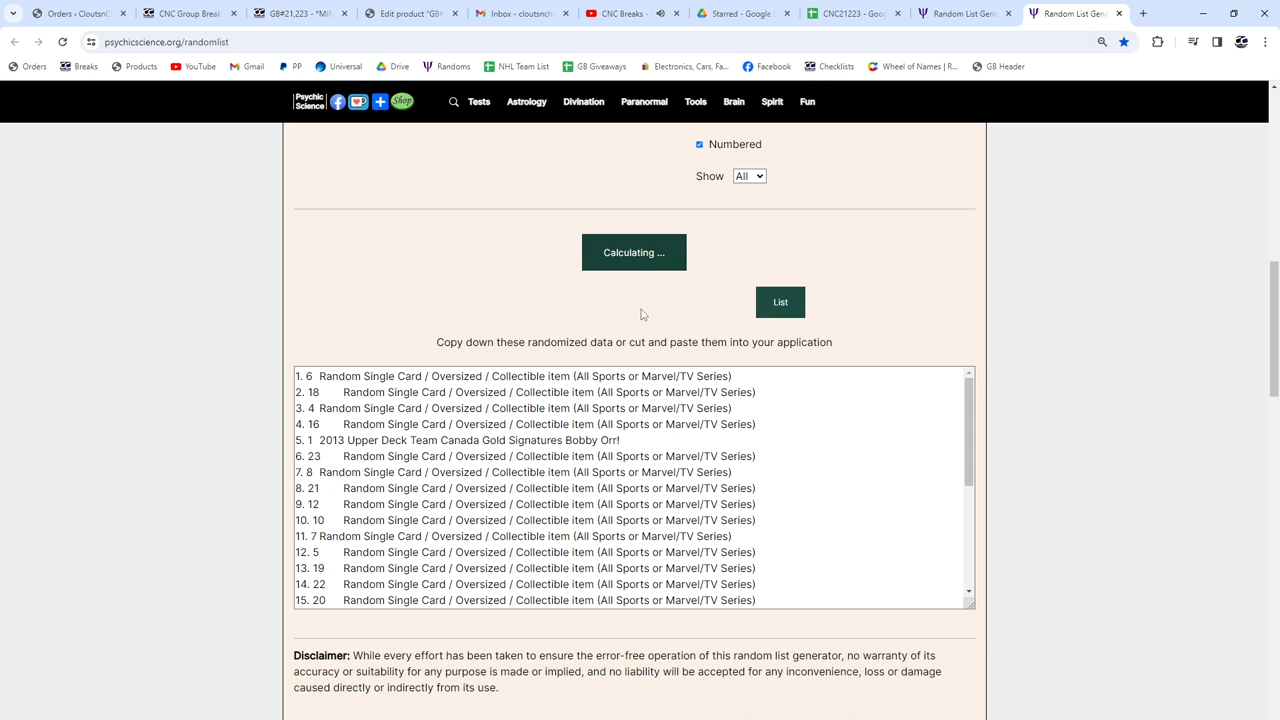 Orders ‹ CloutsnC
CNC Group Break
GB#21,223 - "MIN
Edit product "GB#
Inbox - cloutsnch
CNC Breaks -
Starred - Google D
CNC21223 - Goog
Random List Gene
Random List Gene
psychicscience.org/randomlist
Orders
Breaks
Products
YouTube
Gmail
PP
Universal
Drive
Randoms
NHL Team List
GB Giveaways
Electronics, Cars, Fa...
Facebook
Checklists
Wheel of Names | R...
GB Header
Psychic
Science
Shop
Tests
Astrology
Divination
Paranormal
Tools
Brain
Spirit
Fun
Numbered
Show All
Calculating ...
List
Copy down these randomized data or cut and paste them into your application
1. 6 Random Single Card / Oversized / Collectible item (All Sports or Marvel/TV Series)
2. 18 Random Single Card / Oversized / Collectible item (All Sports or Marvel/TV Series)
3. 4 Random Single Card / Oversized / Collectible item (All Sports or Marvel/TV Series)
4. 16 Random Single Card / Oversized / Collectible item (All Sports or Marvel/TV Series)
5. 1 2013 Upper Deck Team Canada Gold Signatures Bobby Orr!
6. 23 Random Single Card / Oversized / Collectible item (All Sports or Marvel/TV Series)
7. 8 Random Single Card / Oversized / Collectible item (All Sports or Marvel/TV Series)
8. 21 Random Single Card / Oversized / Collectible item (All Sports or Marvel/TV Series)
9. 12 Random Single Card / Oversized / Collectible item (All Sports or Marvel/TV Series)
10. 10 Random Single Card / Oversized / Collectible item (All Sports or Marvel/TV Series)
11. 7 Random Single Card / Oversized / Collectible item (All Sports or Marvel/TV Series)
12. 5 Random Single Card / Oversized / Collectible item (All Sports or Marvel/TV Series)
13. 19 Random Single Card / Oversized / Collectible item (All Sports or Marvel/TV Series)
14. 22 Random Single Card / Oversized / Collectible item (All Sports or Marvel/TV Series)
15. 20 Random Single Card / Oversized / Collectible item (All Sports or Marvel/TV Series)
Disclaimer: While every effort has been taken to ensure the error-free operation of this random list generator, no warranty of its
accuracy or suitability for any purpose is made or implied, and no liability will be accepted for any inconvenience, loss or damage
caused directly or indirectly from its use.